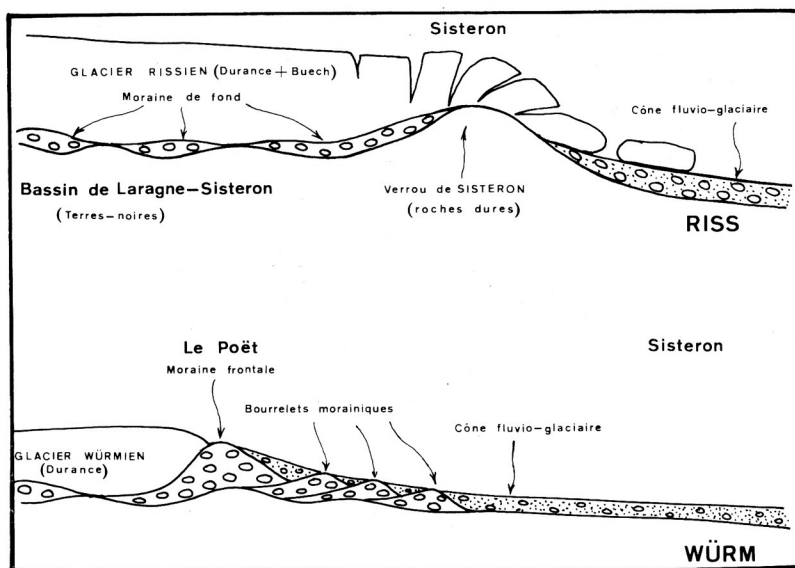 Sisteron
GLACIER RISSIEN (Durance + Buech)
Moraine de fond
Cône fluvio-glaciaire
Bassin de Laragne-Sisteron
(Terres-noires)
Verrou de SISTERON
(roches dures)
RISS
Le Poët
Moraine frontale
Sisteron
Bourrelets morainiques
Cône fluvio-glaciaire
GLACIER WÜRMIEN
(Durance)
WÜRM